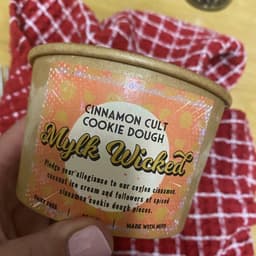 CINNAMON CULT
COOKIE DOUGH
Mylk Wicked
Pledge your allegiance to our ceylon cinnamon,
coconut ice cream and followers of spiced
cinnamon cookie dough pieces.
MADE WITH